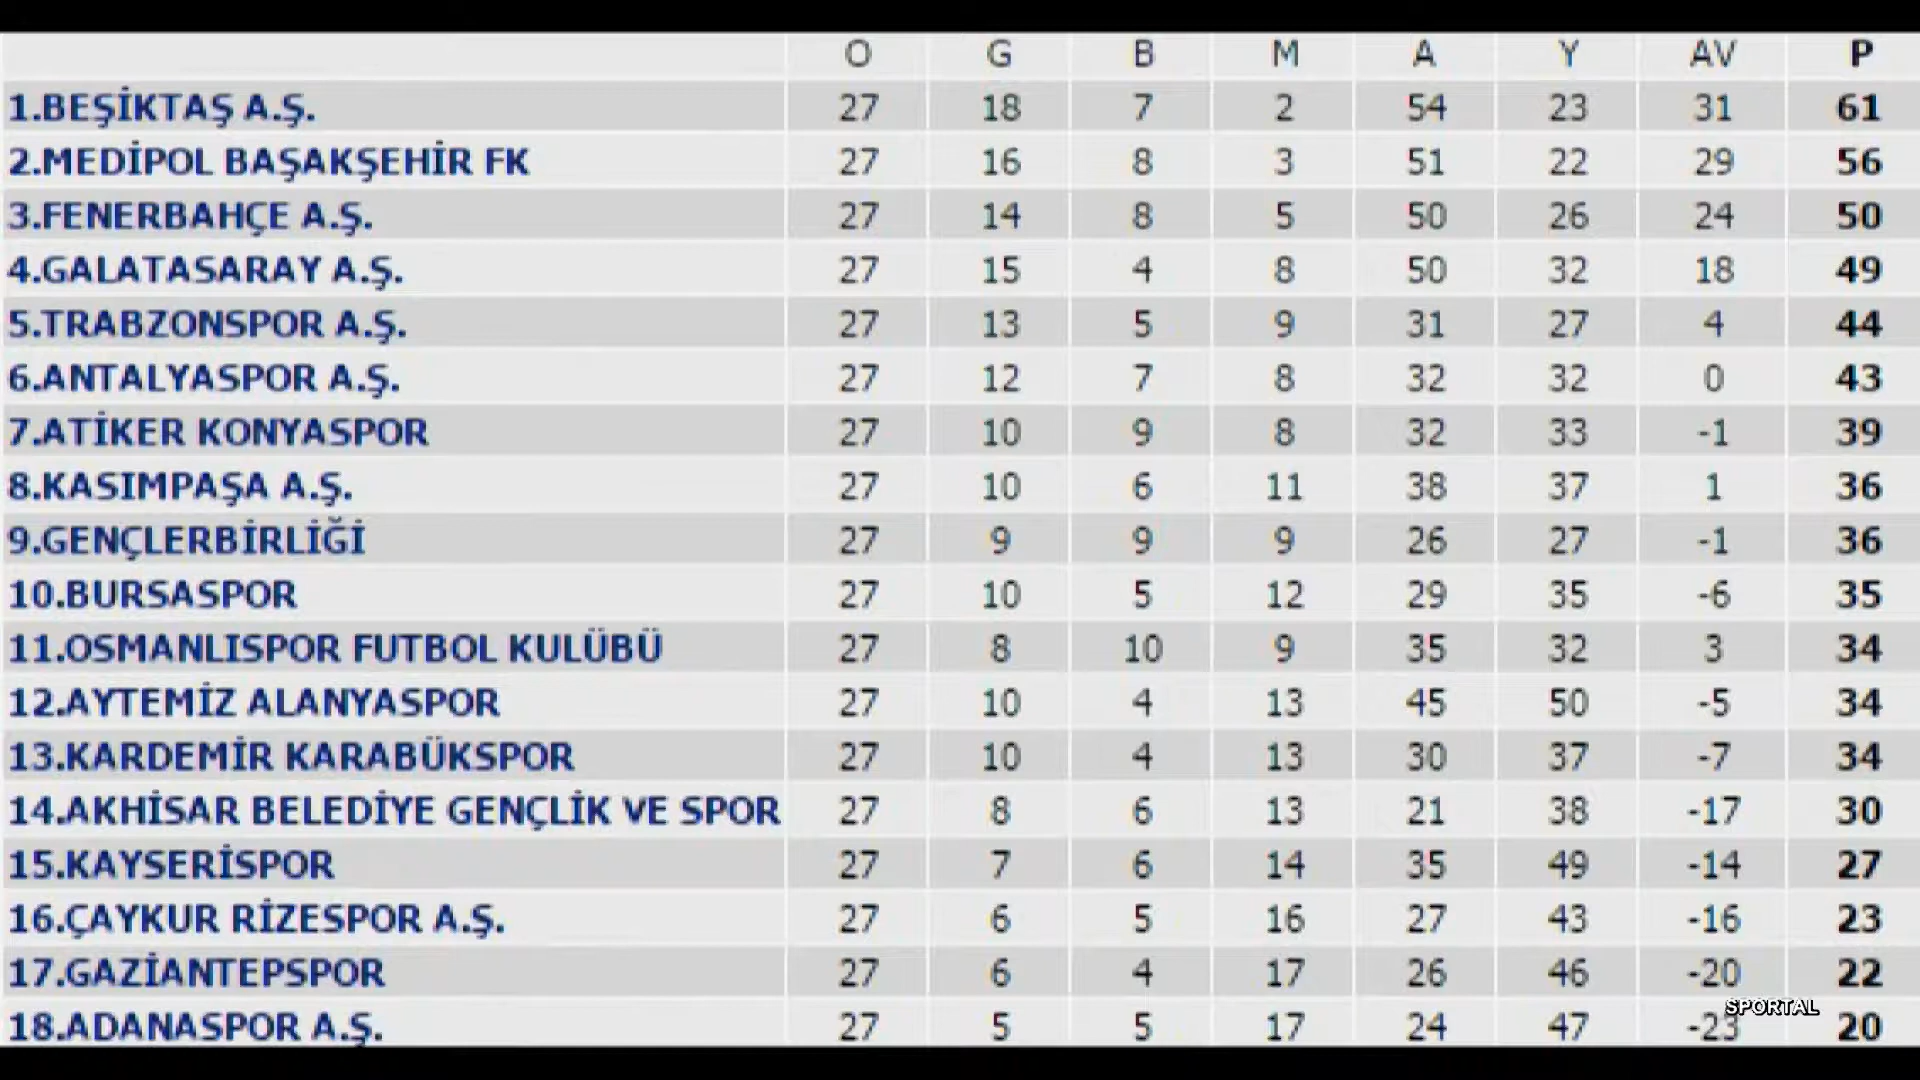 O G B M A Y AV P
1.BEŞİKTAŞ A.Ş. 27 18 7 2 54 23 31 61
2.MEDİPOL BAŞAKŞEHİR FK 27 16 8 3 51 22 29 56
3.FENERBAHÇE A.Ş. 27 14 8 5 50 26 24 50
4.GALATASARAY A.Ş. 27 15 4 8 50 32 18 49
5.TRABZONSPOR A.Ş. 27 13 5 9 31 27 4 44
6.ANTALYASPOR A.Ş. 27 12 7 8 32 32 0 43
7.ATİKER KONYASPOR 27 10 9 8 32 33 -1 39
8.KASIMPAŞA A.Ş. 27 10 6 11 38 37 1 36
9.GENÇLERBİRLİĞİ 27 9 9 9 26 27 -1 36
10.BURSASPOR 27 10 5 12 29 35 -6 35
11.OSMANLISPOR FUTBOL KULÜBÜ 27 8 10 9 35 32 3 34
12.AYTEMİZ ALANYASPOR 27 10 4 13 45 50 -5 34
13.KARDEMİR KARABÜKSPOR 27 10 4 13 30 37 -7 34
14.AKHİSAR BELEDİYE GENÇLİK VE SPOR 27 8 6 13 21 38 -17 30
15.KAYSERİSPOR 27 7 6 14 35 49 -14 27
16.ÇAYKUR RİZESPOR A.Ş. 27 6 5 16 27 43 -16 23
17.GAZİANTEPSPOR 27 6 4 17 26 46 -20 22
SPORTAL
18.ADANASPOR A.Ş. 27 5 5 17 24 47 -23 20